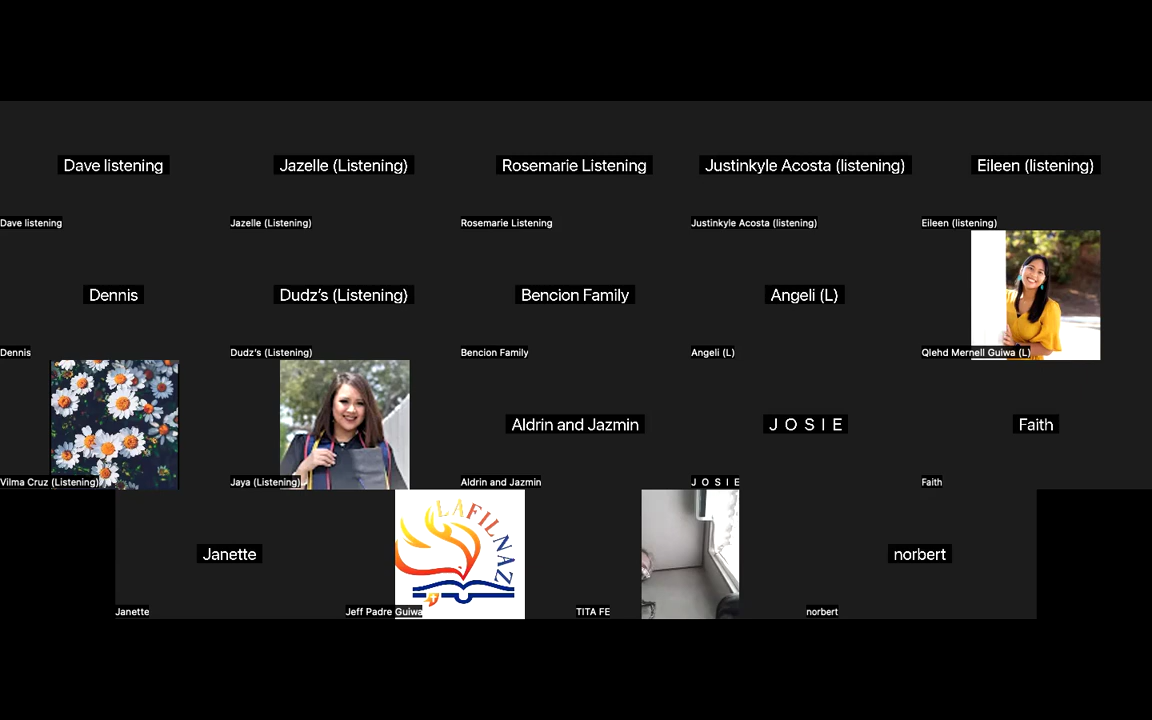 Dave listening
Jazelle (Listening)
Rosemarie Listening
Justinkyle Acosta (listening)
Eileen (listening)
Dave listening
Jazelle (Listening)
Rosemarie Listening
Justinkyle Acosta (listening)
Eileen (listening)
Dennis
Dudz’s (Listening)
Bencion Family
Angeli (L)
Dennis
Dudz’s (Listening)
Bencion Family
Angeli (L)
Qlehd Mernell Guiwa (L)
Aldrin and Jazmin
J O S I E
Faith
Vilma Cruz (Listening)
Jaya (Listening)
Aldrin and Jazmin
J O S I E
Faith
Janette
LAFILNAZ
norbert
Janette
Jeff Padre Guiwa
TITA FE
norbert